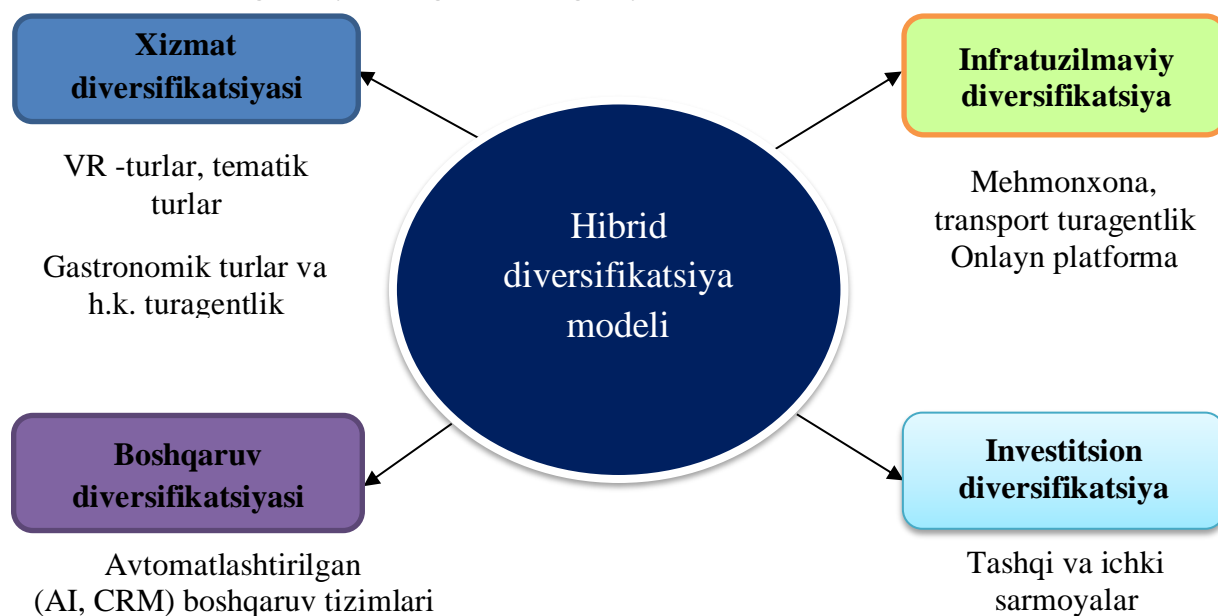 Xizmat
diversifikatsiyasi
VR -turlar, tematik
turlar
Gastronomik turlar va
h.k. turagentlik
Hibrid
diversifikatsiya
modeli
Infratuzilmaviy
diversifikatsiya
Mehmonxona,
transport turagentlik
Onlayn platforma
Boshqaruv
diversifikatsiyasi
Avtomatlashtirilgan
(AI, CRM) boshqaruv tizimlari
Investitsion
diversifikatsiya
Tashqi va ichki
sarmoyalar